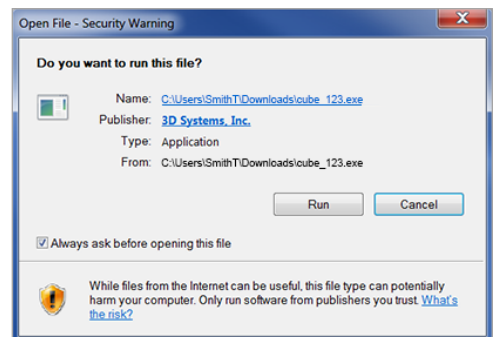 Open File - Security Warning
Do you want to run this file?
Name: C:\Users\SmithT\Downloads\cube_123.exe
Publisher: 3D Systems, Inc.
Type: Application
From: C:\Users\SmithT\Downloads\cube_123.exe
Run Cancel
Always ask before opening this file
While files from the Internet can be useful, this file type can potentially
harm your computer. Only run software from publishers you trust. What's
the risk?